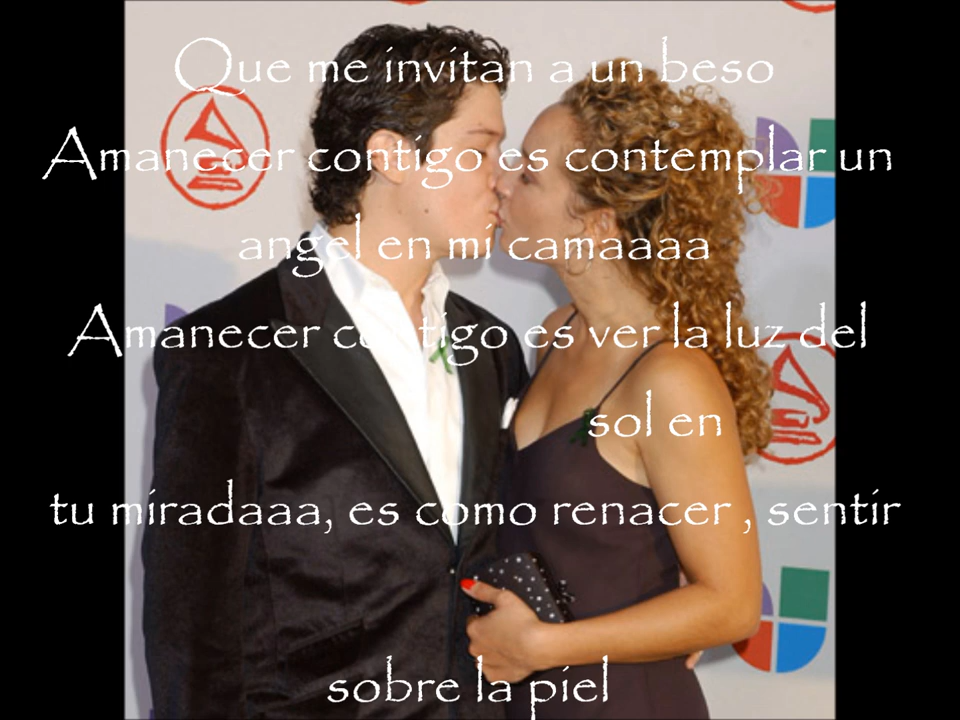 Que me invitan a un beso
Amanecer contigo es contemplar un
angel en mi camaaaa
Amanecer contigo es ver la luz del
sol en
tu miradaaa, es como renacer , sentir
sobre la piel